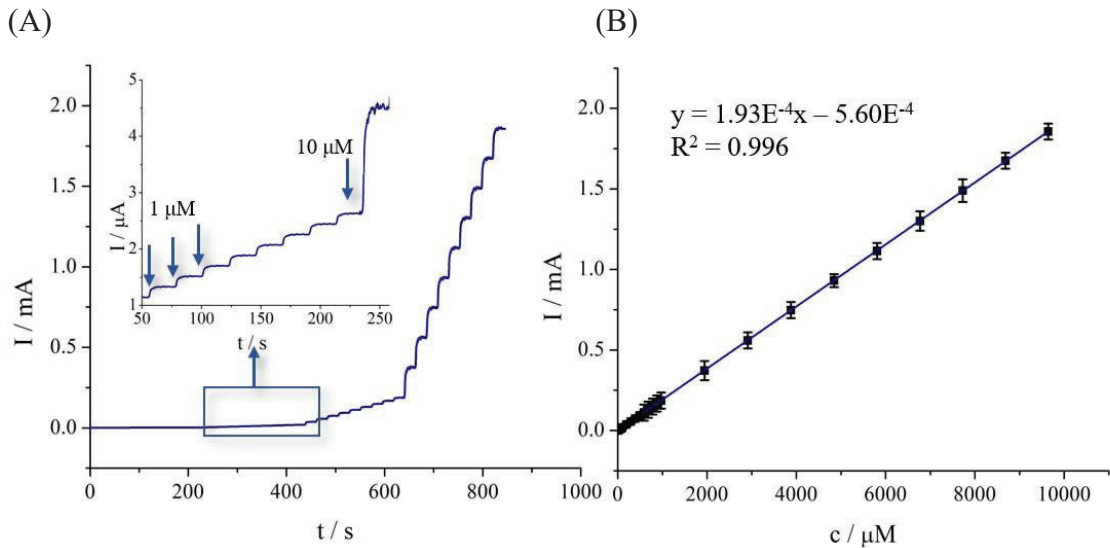 (A)
(B)
I / mA
2.0
1.5
1.0
0.5
0.0
0
200
400
600
800
1000
t / s
I / µA
5
4
3
2
1
50
100
150
200
250
t / s
1 µM
10 µM
I / mA
2.0
1.5
1.0
0.5
0.0
0
2000
4000
6000
8000
10000
c / µM
y = 1.93E⁻⁴x – 5.60E⁻⁴
R² = 0.996